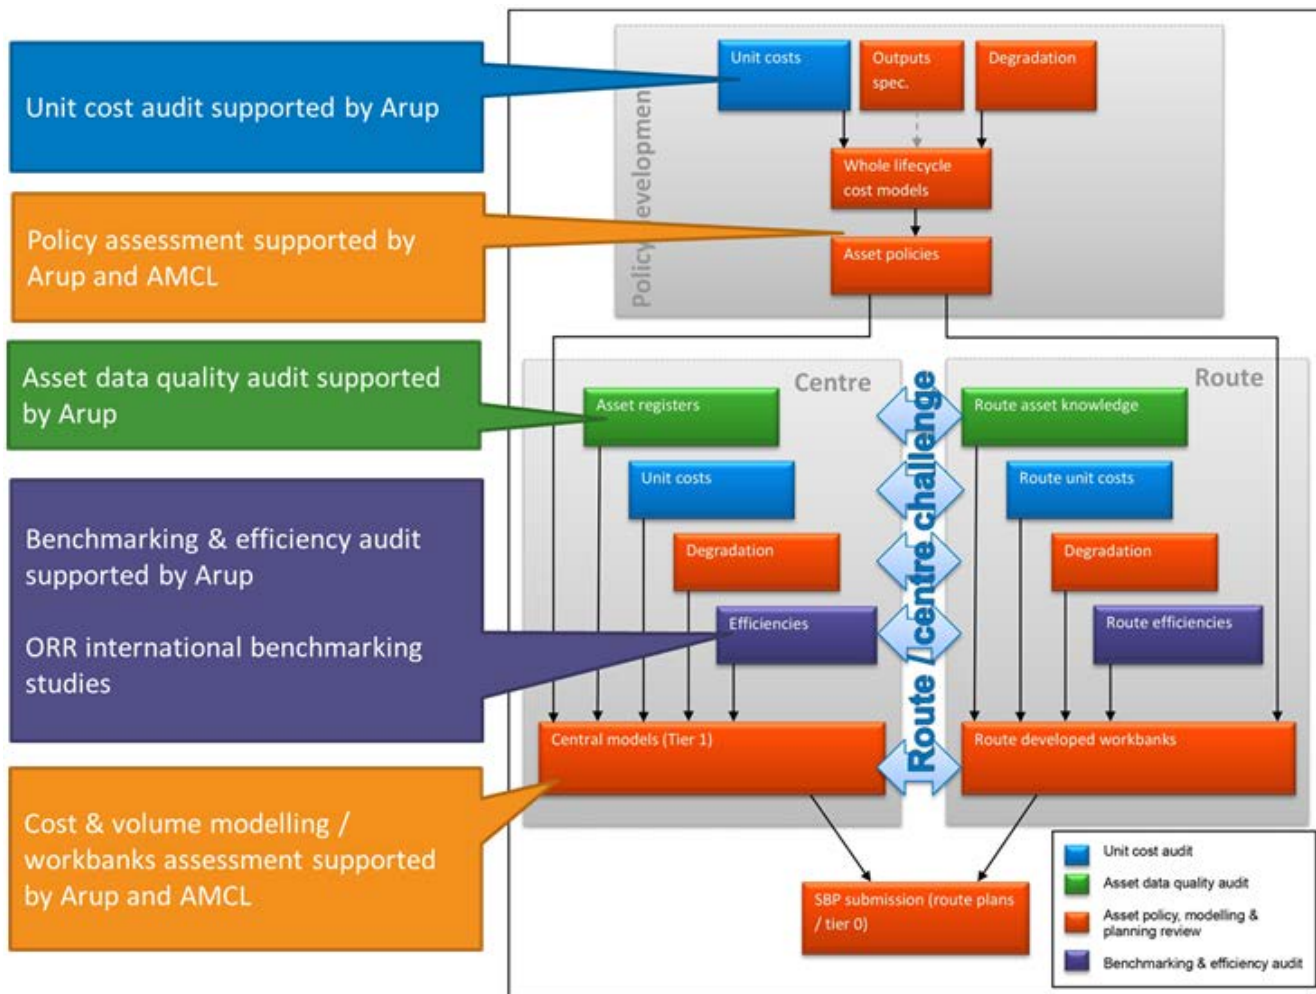 Unit cost audit supported by Arup
Policy assessment supported by
Arup and AMCL
Asset data quality audit supported
by Arup
Benchmarking & efficiency audit
supported by Arup
ORR international benchmarking
studies
Cost & volume modelling /
workbanks assessment supported
by Arup and AMCL
Policy developmen
Unit costs
Outputs
spec.
Degradation
Whole lifecycle
cost models
Asset policies
Centre
Asset registers
Unit costs
Degradation
Efficiencies
Central models (Tier 1)
Route / centre challenge
Route
Route asset knowledge
Route unit costs
Degradation
Route efficiencies
Route developed workbanks
SBP submission (route plans
/ tier 0)
Unit cost audit
Asset data quality audit
Asset policy, modelling &
planning review
Benchmarking & efficiency audit